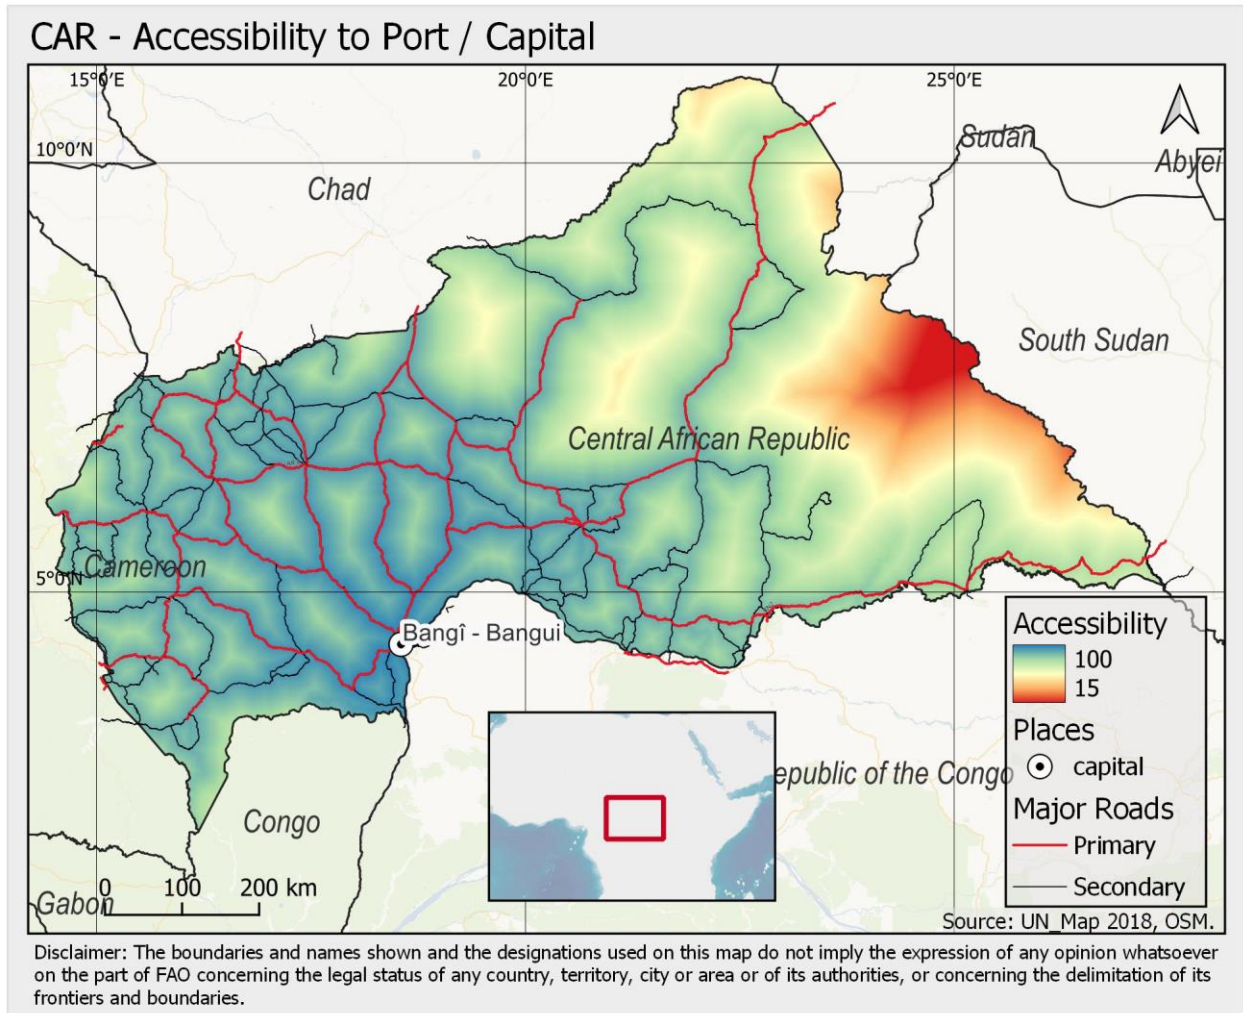 CAR - Accessibility to Port / Capital
15°0′E
20°0′E
25°0′E
10°0′N
Sudan
Abyei
Chad
South Sudan
Central African Republic
5°0′N
Cameroon
Bangî - Bangui
Accessibility
100
15
Places
capital
Major Roads
Primary
Secondary
epublic of the Congo
Congo
Gabon
0 100 200 km
Source: UN_Map 2018, OSM.
Disclaimer: The boundaries and names shown and the designations used on this map do not imply the expression of any opinion whatsoever
on the part of FAO concerning the legal status of any country, territory, city or area or of its authorities, or concerning the delimitation of its
frontiers and boundaries.